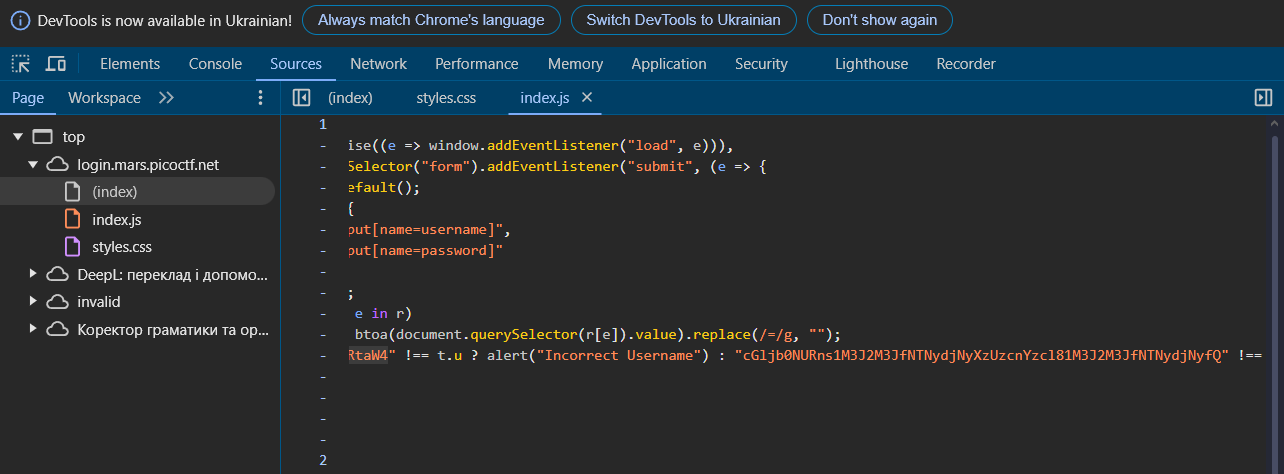 DevTools is now available in Ukrainian! Always match Chrome's language Switch DevTools to Ukrainian Don't show again
Elements Console Sources Network Performance Memory Application Security Lighthouse Recorder
Page Workspace (index) styles.css index.js
top
login.mars.picoctf.net
(index)
index.js
styles.css
DeepL: переклад і допомо...
invalid
Коректор граматики та ор...
1
- ise((e => window.addEventListener("load", e))),
- Selector("form").addEventListener("submit", (e => {
- efault();
- {
- put[name=username]",
- put[name=password]"
-
- ;
- e in r)
- btoa(document.querySelector(r[e]).value).replace(/=/g, "");
- RtaW4" !== t.u ? alert("Incorrect Username") : "cGljb0NURns1M3J2M3JfNTNydjNyXzUzcnYzcl81M3J2M3JfNTNydjNyfQ" !==
-
-
-
-
2